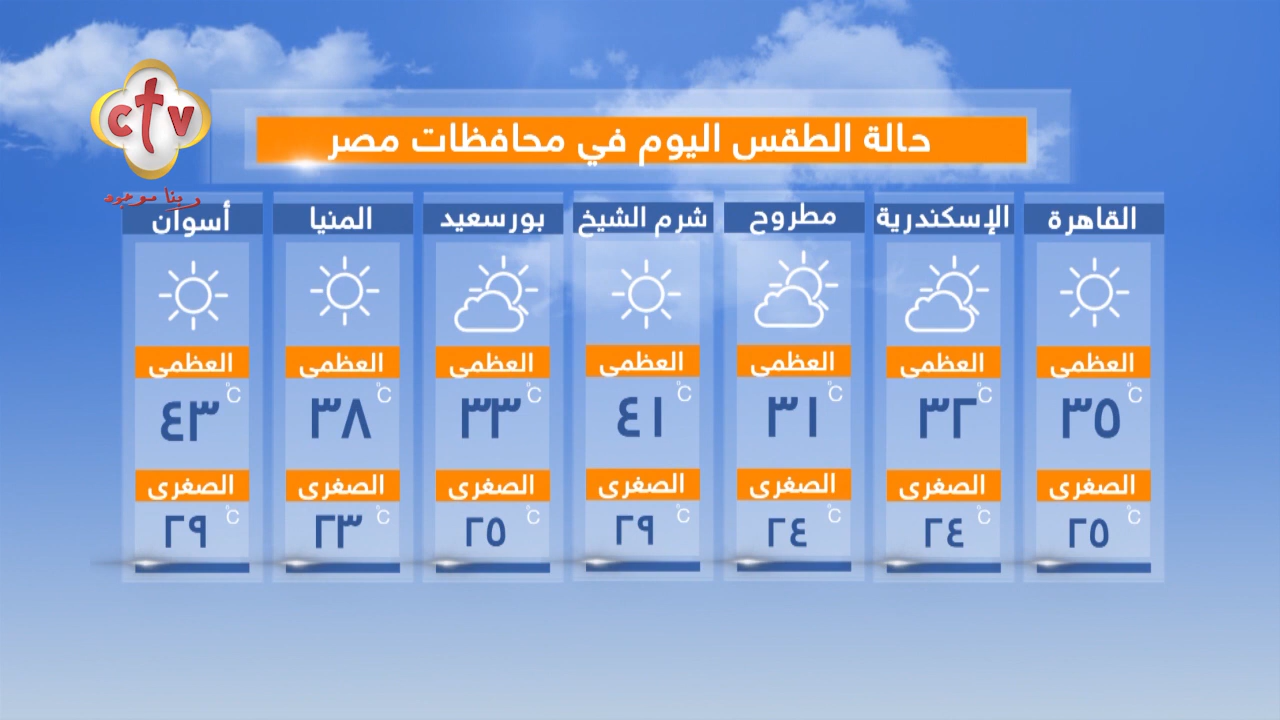 ctv
ربنا موجود
حالة الطقس اليوم في محافظات مصر
القاهرة
العظمى
٣٥ °C
الصغرى
٢٥ °C
الإسكندرية
العظمى
٣٢ °C
الصغرى
٢٤ °C
مطروح
العظمى
٣١ °C
الصغرى
٢٤ °C
شرم الشيخ
العظمى
٤١ °C
الصغرى
٢٩ °C
بورسعيد
العظمى
٣٣ °C
الصغرى
٢٥ °C
المنيا
العظمى
٣٨ °C
الصغرى
٢٣ °C
أسوان
العظمى
٤٣ °C
الصغرى
٢٩ °C